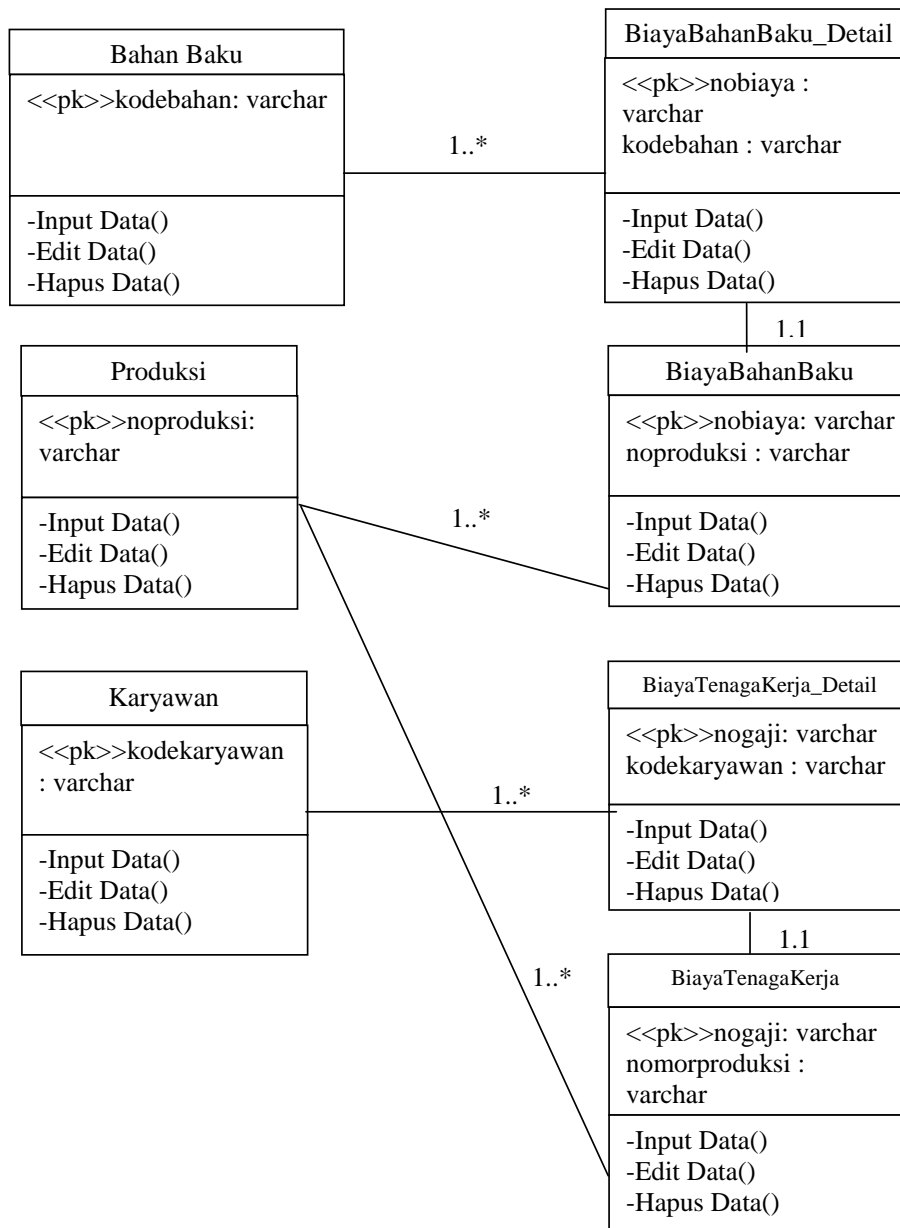 Bahan Baku
<<pk>>kodebahan: varchar
-Input Data()
-Edit Data()
-Hapus Data()
1..*
BiayaBahanBaku_Detail
<<pk>>nobiaya :
varchar
kodebahan : varchar
-Input Data()
-Edit Data()
-Hapus Data()
1.1
Produksi
<<pk>>noproduksi:
varchar
-Input Data()
-Edit Data()
-Hapus Data()
1..*
BiayaBahanBaku
<<pk>>nobiaya: varchar
noproduksi : varchar
-Input Data()
-Edit Data()
-Hapus Data()
Karyawan
<<pk>>kodekaryawan
: varchar
-Input Data()
-Edit Data()
-Hapus Data()
1..*
BiayaTenagaKerja_Detail
<<pk>>nogaji: varchar
kodekaryawan : varchar
-Input Data()
-Edit Data()
-Hapus Data()
1.1
1..*
BiayaTenagaKerja
<<pk>>nogaji: varchar
nomorproduksi :
varchar
-Input Data()
-Edit Data()
-Hapus Data()